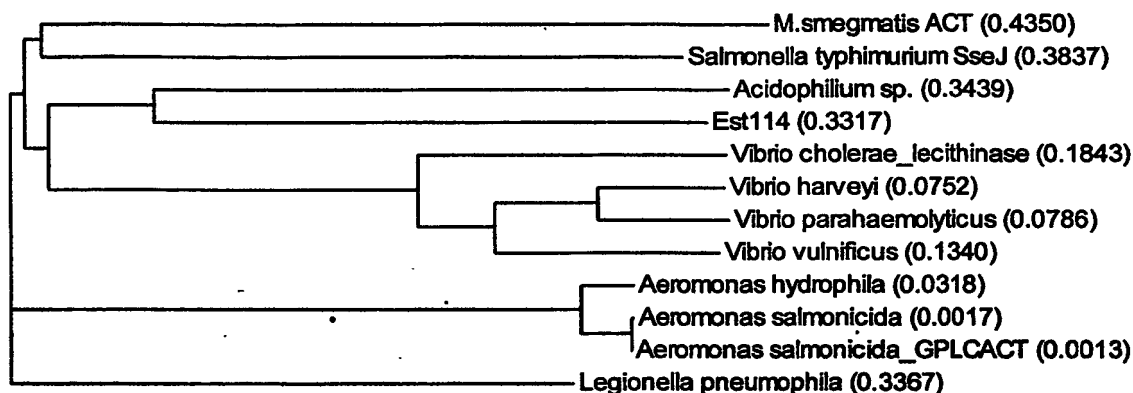 M.smegmatis ACT (0.4350)
Salmonella typhimurium SseJ (0.3837)
Acidophilium sp. (0.3439)
Est114 (0.3317)
Vibrio cholerae_lecithinase (0.1843)
Vibrio harveyi (0.0752)
Vibrio parahaemolyticus (0.0786)
Vibrio vulnificus (0.1340)
Aeromonas hydrophila (0.0318)
Aeromonas salmonicida (0.0017)
Aeromonas salmonicida_GPLCACT (0.0013)
Legionella pneumophila (0.3367)